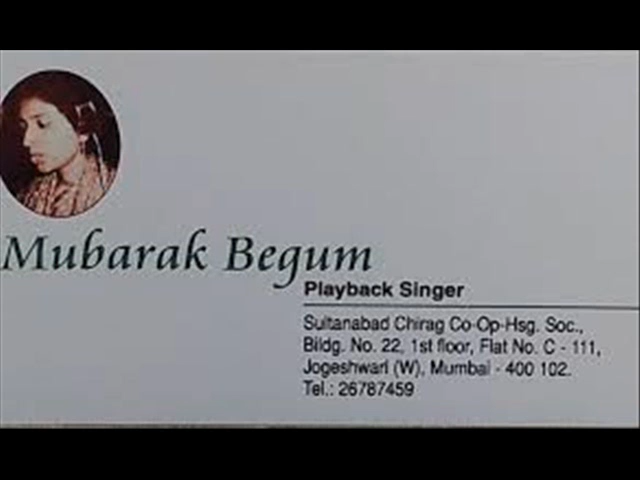 Mubarak Begum
Playback Singer
Sultanabad Chirag Co-Op-Hsg. Soc.,
Bildg. No. 22, 1st floor, Flat No. C - 111,
Jogeshwari (W), Mumbai - 400 102.
Tel.: 26787459